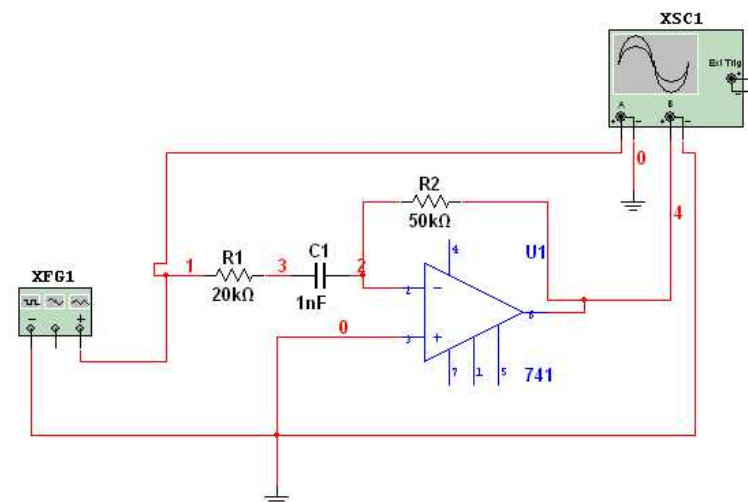 XSC1
Ext Trig
+
A
B
+ - + -
0
R2
50kΩ
4
4
U1
1
R1
3
C1
2
XFG1
20kΩ
1nF
2
−
6
0
3
+
− +
7
1
5
741